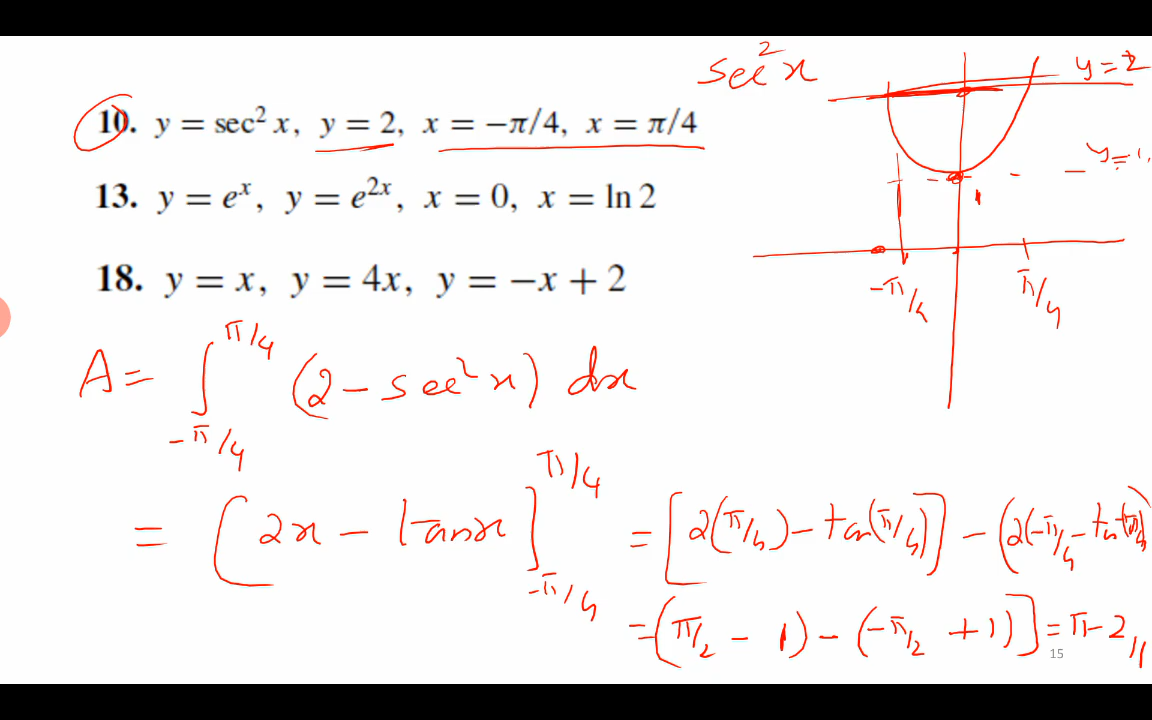 sec² x
y = 2
10. y = sec² x, y = 2, x = −π/4, x = π/4
y = 1
13. y = eˣ, y = e²ˣ, x = 0, x = ln 2
1
-π/4
π/4
18. y = x, y = 4x, y = −x + 2
A = ∫_{-π/4}^{π/4} (2 - sec² x) dx
= [2x - tan x]_{-π/4}^{π/4} = [2(π/4) - tan(π/4)] - (2(-π/4 - tan(-π/4)
= (π/2 - 1) - (-π/2 + 1)] = π - 2 //
15